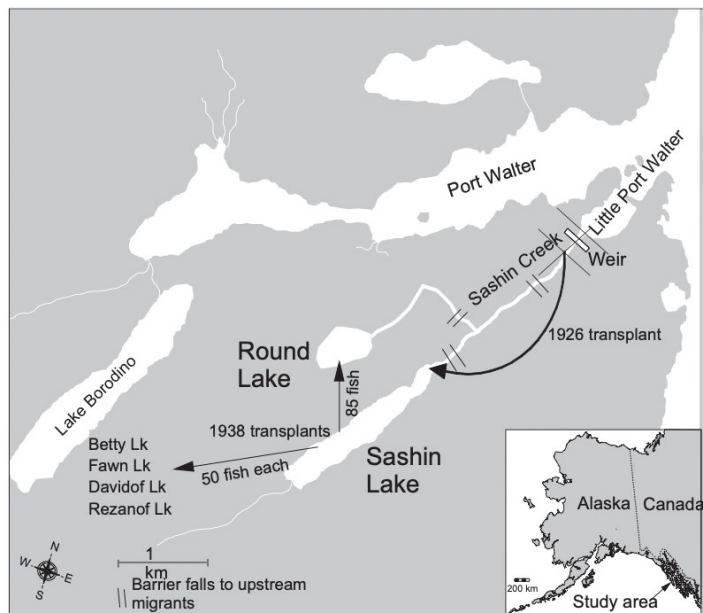 Port Walter
Little Port Walter
Sashin Creek
Weir
1926 transplant
Round
Lake
85 fish
Lake Borodino
1938 transplants
50 fish each
Betty Lk
Fawn Lk
Davidof Lk
Rezanof Lk
Sashin
Lake
N
W
E
S
1
km
Barrier falls to upstream
migrants
Alaska
Canada
200 km
Study area